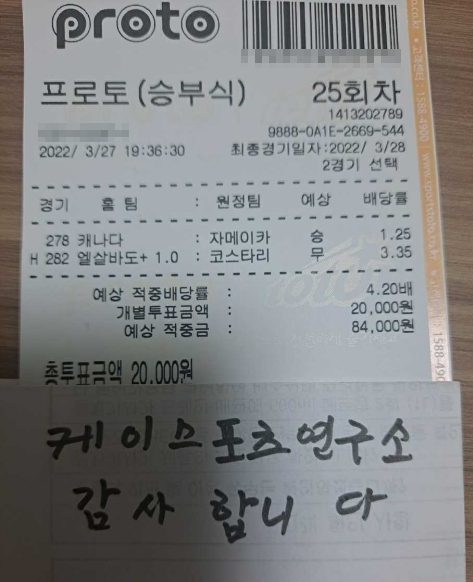 proto
프로토(승부식) 25회차
1413202789
9888-0A1E-2669-544
2022/ 3/27 19:36:30 최종경기일자:2022/ 3/28
2경기 선택
경기 홈 팀 : 원정팀 예상 배당률
278 캐나다 : 자메이카 승 1.25
H 282 엘살바도+ 1.0 : 코스타리 무 3.35
예상 적중배당률 : 4.20배
개별투표금액 : 20,000원
예상 적중금 : 84,000원
총투표금액 20,000원
케이스포츠연구소
감사 합니다
1588-4900 www.sportstoto.co.kr